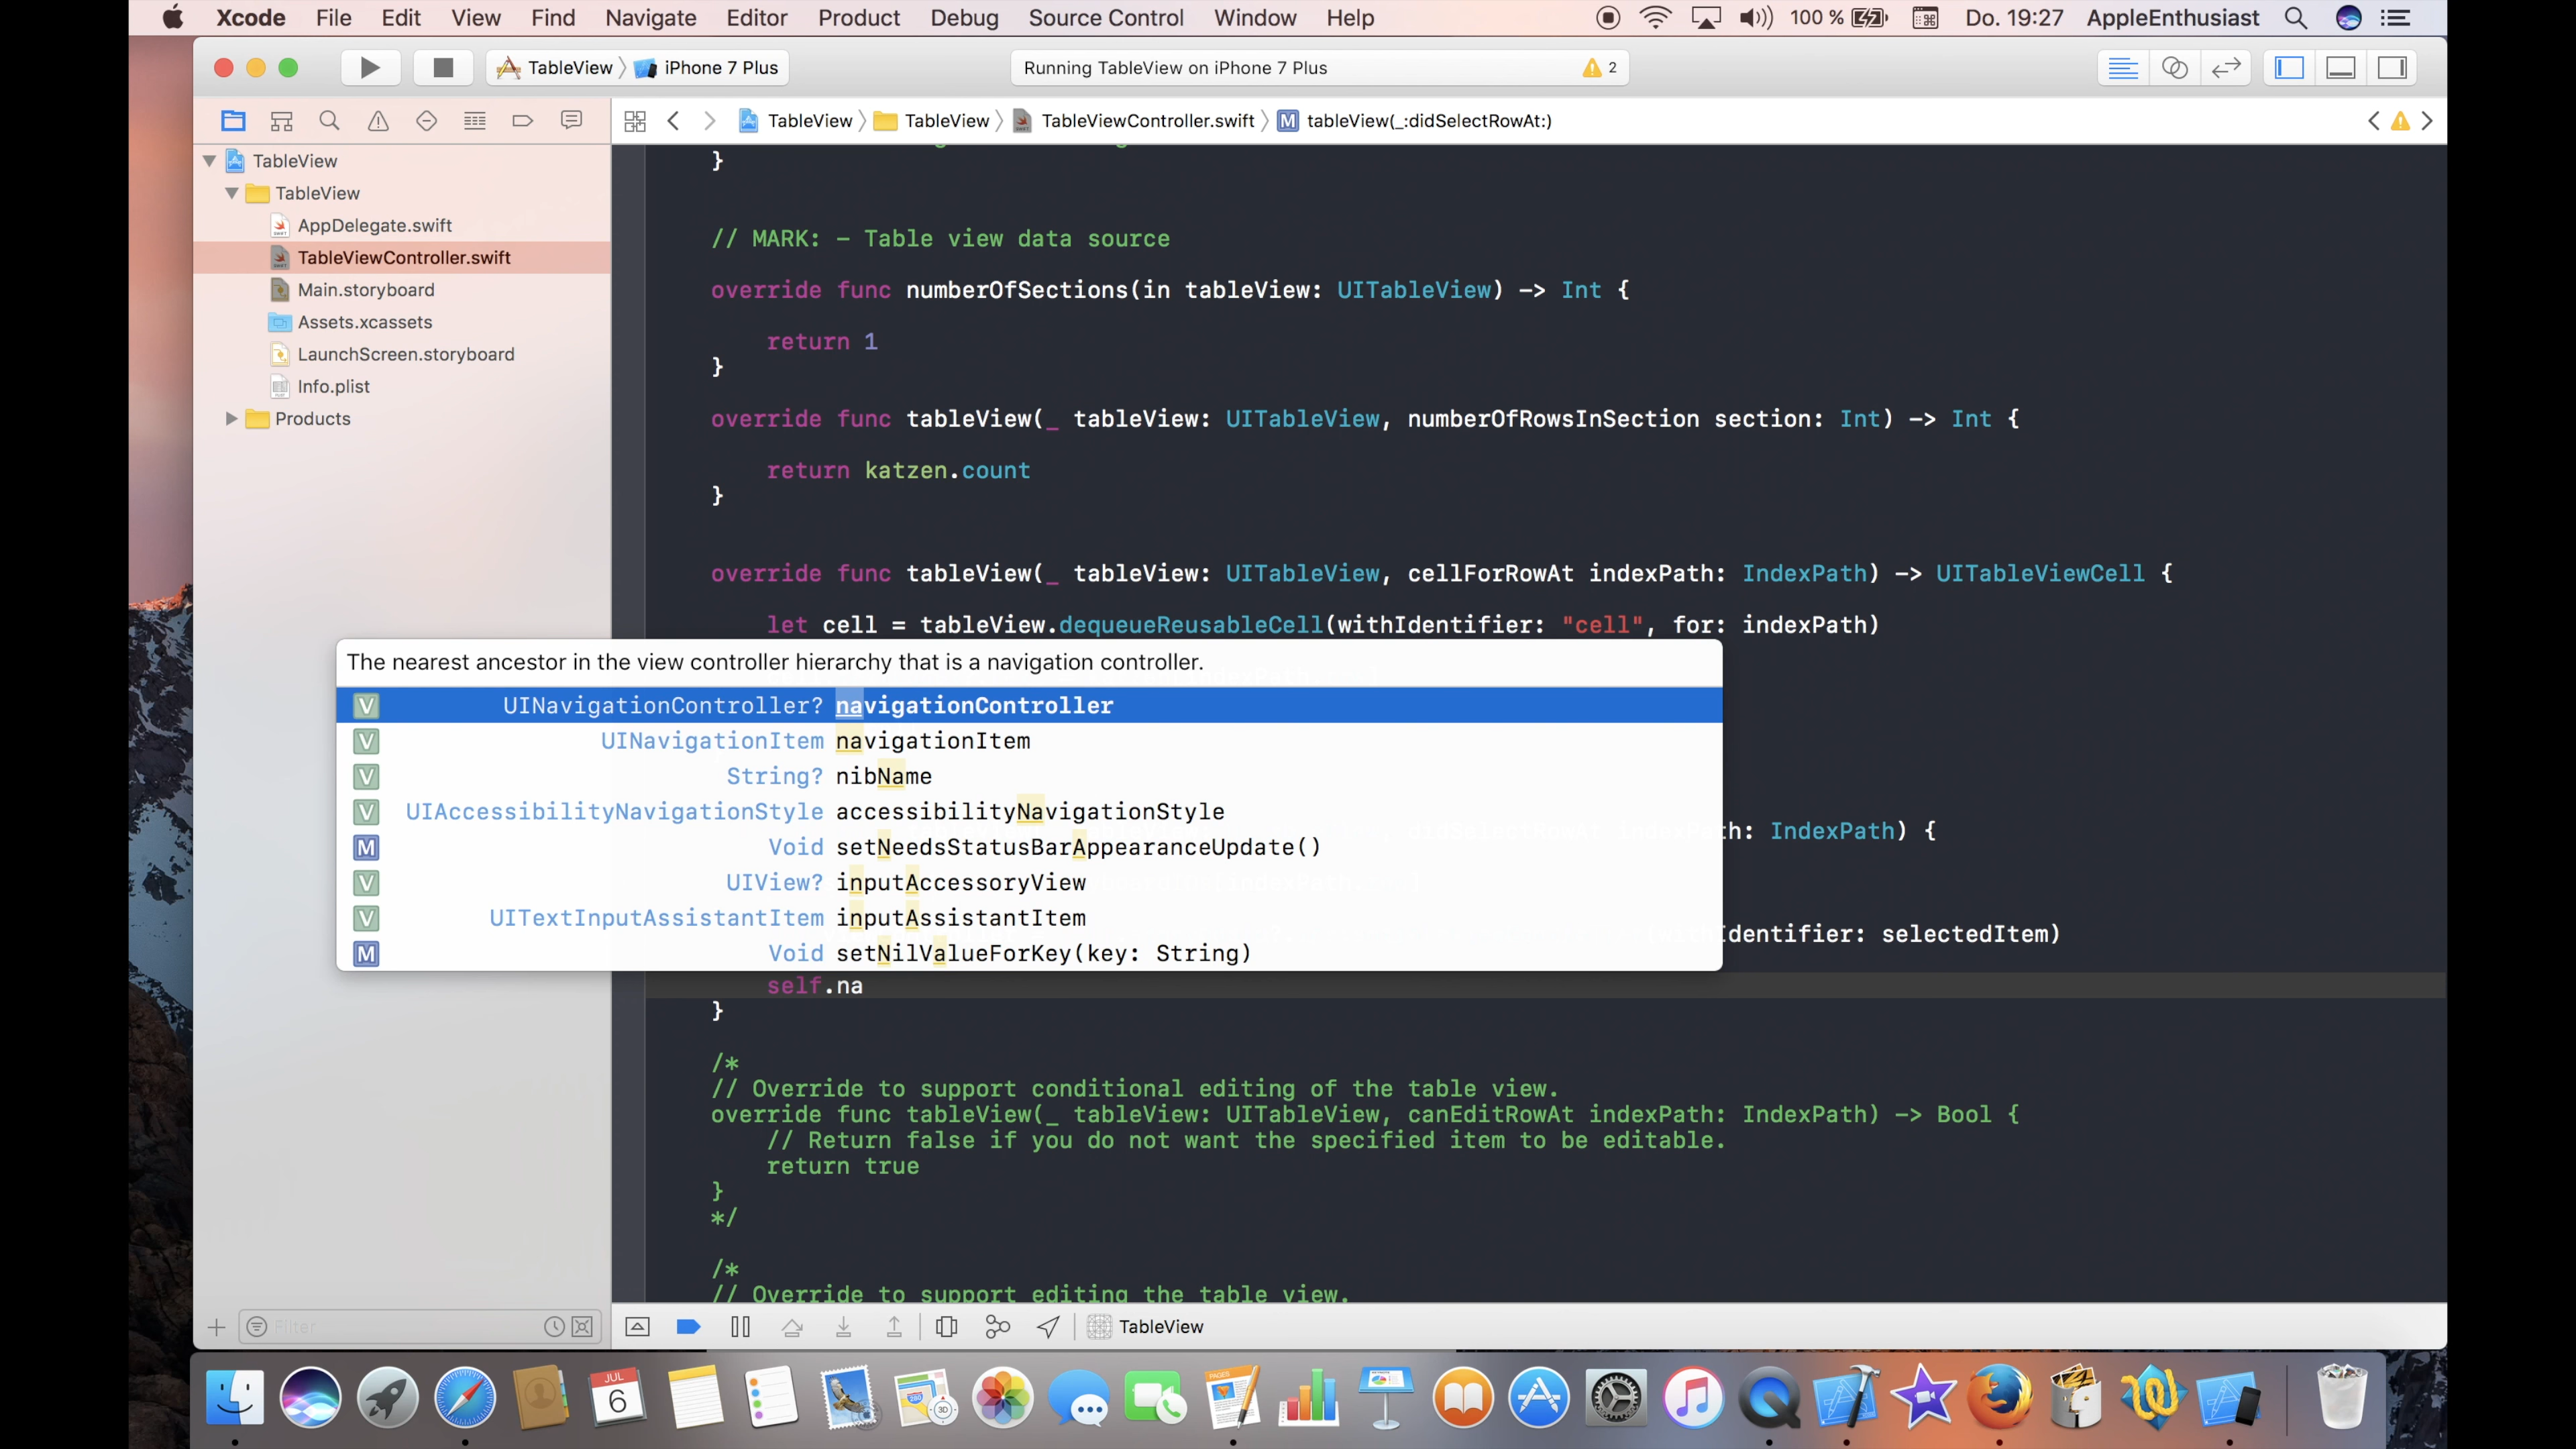 Xcode File Edit View Find Navigate Editor Product Debug Source Control Window Help 100 % Do. 19:27 AppleEnthusiast
TableView iPhone 7 Plus Running TableView on iPhone 7 Plus 2
TableView TableView TableViewController.swift M tableView(_:didSelectRowAt:)
TableView
TableView
AppDelegate.swift
TableViewController.swift
Main.storyboard
Assets.xcassets
LaunchScreen.storyboard
Info.plist
Products
}
// MARK: - Table view data source
override func numberOfSections(in tableView: UITableView) -> Int {
return 1
}
override func tableView(_ tableView: UITableView, numberOfRowsInSection section: Int) -> Int {
return katzen.count
}
override func tableView(_ tableView: UITableView, cellForRowAt indexPath: IndexPath) -> UITableViewCell {
let cell = tableView.dequeueReusableCell(withIdentifier: "cell", for: indexPath)
The nearest ancestor in the view controller hierarchy that is a navigation controller.
V UINavigationController? navigationController
V UINavigationItem navigationItem
V String? nibName
V UIAccessibilityNavigationStyle accessibilityNavigationStyle
didSelectRowAt indexPath: IndexPath) {
M Void setNeedsStatusBarAppearanceUpdate()
V UIView? inputAccessoryView
V UITextInputAssistantItem inputAssistantItem
(withIdentifier: selectedItem)
M Void setNilValueForKey(key: String)
self.na
}
/*
// Override to support conditional editing of the table view.
override func tableView(_ tableView: UITableView, canEditRowAt indexPath: IndexPath) -> Bool {
// Return false if you do not want the specified item to be editable.
return true
}
*/
/*
// Override to support editing the table view.
Filter
TableView
JUL
6
PAGES
280
3D